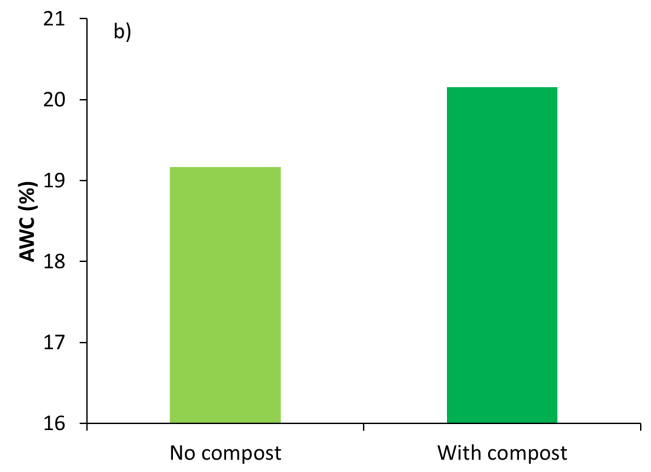 b)
21
20
19
18
17
16
AWC (%)
No compost
With compost